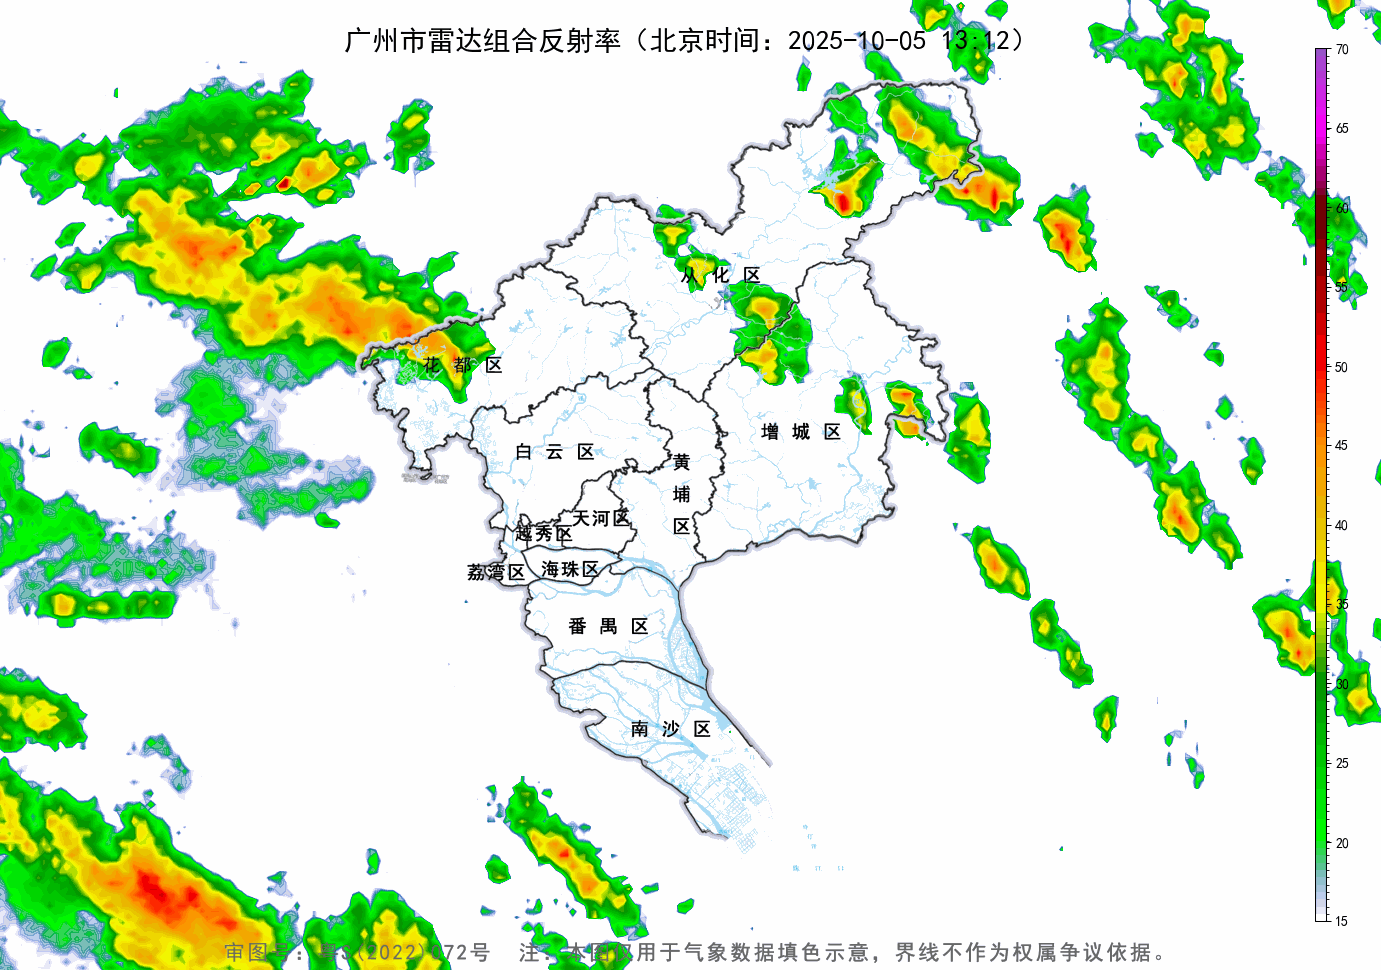 广州市雷达组合反射率（北京时间：2025-10-05 13:12）
70
65
60
55
50
45
40
35
30
25
20
15
从化区
花都区
增城区
白云区
黄埔区
天河区
越秀区
荔湾区
海珠区
番禺区
南沙区
审图号：粤S(2022)072号 注：本图仅用于气象数据填色示意，界线不作为权属争议依据。